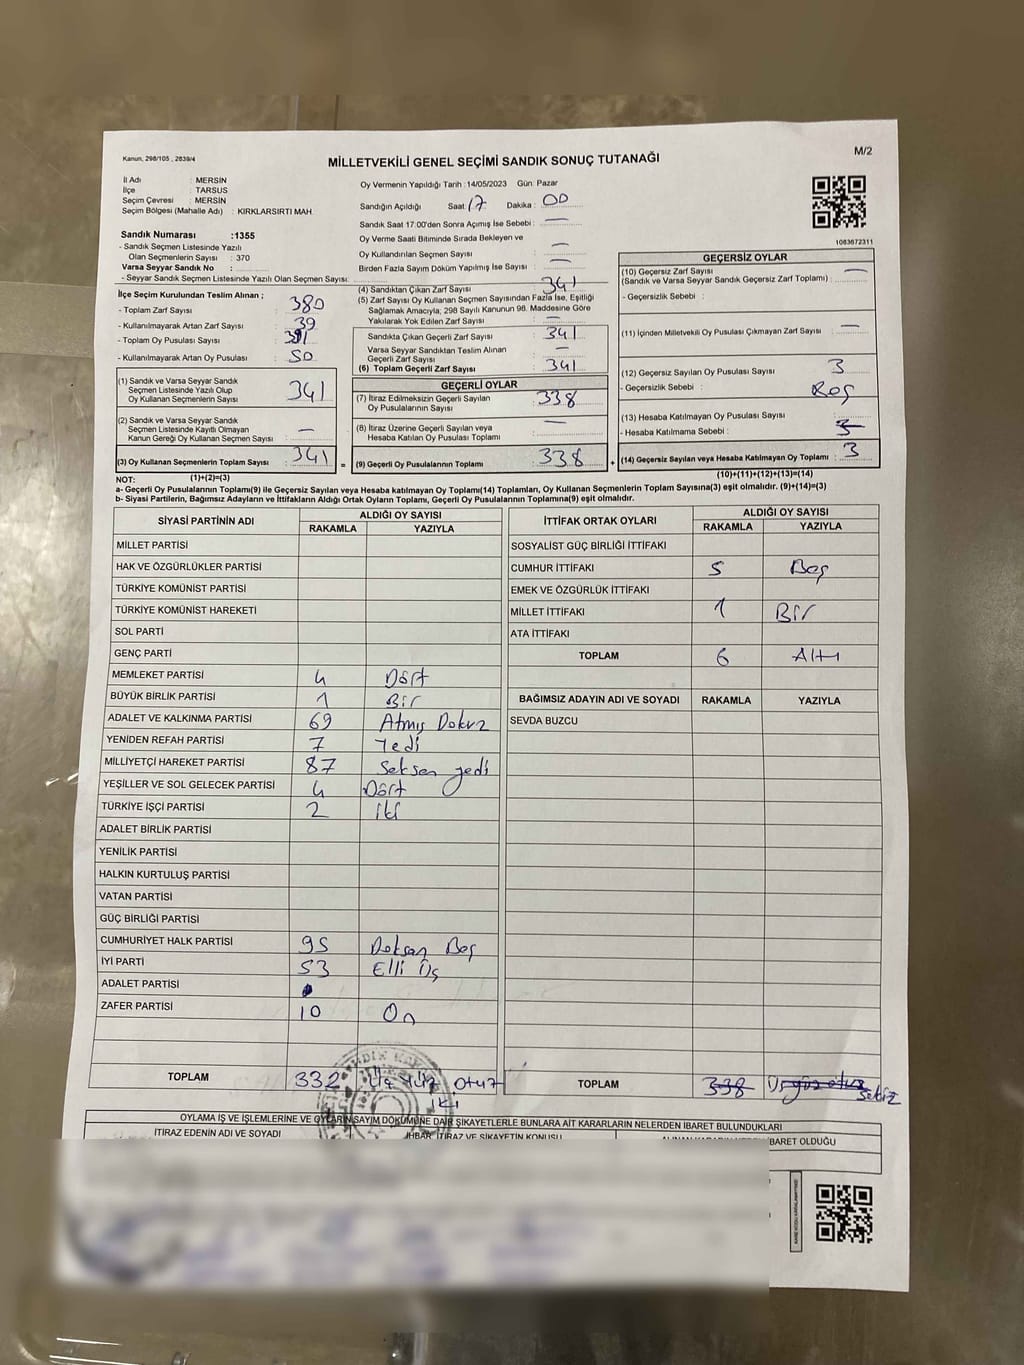 Kanun, 298/105 , 2839/4
MİLLETVEKİLİ GENEL SEÇİMİ SANDIK SONUÇ TUTANAĞI
M/2
İl Adı : MERSİN
İlçe : TARSUS
Seçim Çevresi : MERSİN
Seçim Bölgesi (Mahalle Adı) : KIRKLARSIRTI MAH
Sandık Numarası :1355
- Sandık Seçmen Listesinde Yazılı
Olan Seçmenlerin Sayısı : 370
Varsa Seyyar Sandık No :
- Seyyar Sandık Seçmen Listesinde Yazılı Olan Seçmen Sayısı:
Oy Vermenin Yapıldığı Tarih :14/05/2023 Gün: Pazar
Sandığın Açıldığı Saat: 17 Dakika : 00
Sandık Saat 17:00'den Sonra Açımış İse Sebebi : —
Oy Verme Saati Bitiminde Sırada Bekleyen ve
Oy Kullandırılan Seçmen Sayısı : —
Birden Fazla Sayım Döküm Yapılmış İse Sayısı : —
1083672311
İlçe Seçim Kurulundan Teslim Alınan ;
- Toplam Zarf Sayısı : 380
- Kullanılmayarak Artan Zarf Sayısı : 39
- Toplam Oy Pusulası Sayısı :
- Kullanılmayarak Artan Oy Pusulası : 50
(1) Sandık ve Varsa Seyyar Sandık
Seçmen Listesinde Yazılı Olup
Oy Kullanan Seçmenlerin Sayısı : 341
(2) Sandık ve Varsa Seyyar Sandık
Seçmen Listesinde Kayıtlı Olmayan
Kanun Gereği Oy Kullanan Seçmen Sayısı : —
(3) Oy Kullanan Seçmenlerin Toplam Sayısı : 341 =
(4) Sandıktan Çıkan Zarf Sayısı : 341
(5) Zarf Sayısı Oy Kullanan Seçmen Sayısından Fazla İse, Eşitliği
Sağlamak Amacıyla; 298 Sayılı Kanunun 98. Maddesine Göre
Yakılarak Yok Edilen Zarf Sayısı : —
Sandıkta Çıkan Geçerli Zarf Sayısı : 341
Varsa Seyyar Sandıktan Teslim Alınan
Geçerli Zarf Sayısı : —
(6) Toplam Geçerli Zarf Sayısı : 341
GEÇERLİ OYLAR
(7) İtiraz Edilmeksizin Geçerli Sayılan
Oy Pusulalarının Sayısı : 338
(8) İtiraz Üzerine Geçerli Sayılan veya
Hesaba Katılan Oy Pusulası Toplamı : —
(9) Geçerli Oy Pusulalarının Toplamı : 338 +
GEÇERSİZ OYLAR
(10) Geçersiz Zarf Sayısı : —
(Sandık ve Varsa Seyyar Sandık Geçersiz Zarf Toplamı) :
- Geçersizlik Sebebi :
(11) İçinden Milletvekili Oy Pusulası Çıkmayan Zarf Sayısı : —
(12) Geçersiz Sayılan Oy Pusulası Sayısı : 3
- Geçersizlik Sebebi : Boş
(13) Hesaba Katılmayan Oy Pusulası Sayısı :
- Hesaba Katılmama Sebebi : 3
(14) Geçersiz Sayılan veya Hesaba Katılmayan Oy Toplamı : 3
NOT: (1)+(2)=(3)
(10)+(11)+(12)+(13)=(14)
a- Geçerli Oy Pusulalarının Toplamı(9) ile Geçersiz Sayılan veya Hesaba katılmayan Oy Toplamı(14) Toplamları, Oy Kullanan Seçmenlerin Toplam Sayısına(3) eşit olmalıdır. (9)+(14)=(3)
b- Siyasi Partilerin, Bağımsız Adayların ve İttifakların Aldığı Ortak Oyların Toplamı, Geçerli Oy Pusulalarının Toplamına(9) eşit olmalıdır.
SİYASİ PARTİNİN ADI ALDIĞI OY SAYISI
RAKAMLA YAZIYLA
MİLLET PARTİSİ
HAK VE ÖZGÜRLÜKLER PARTİSİ
TÜRKİYE KOMÜNİST PARTİSİ
TÜRKİYE KOMÜNİST HAREKETİ
SOL PARTİ
GENÇ PARTİ
MEMLEKET PARTİSİ 4 Dört
BÜYÜK BİRLİK PARTİSİ 1 Bir
ADALET VE KALKINMA PARTİSİ 69 Atmış Dokuz
YENİDEN REFAH PARTİSİ 7 Yedi
MİLLİYETÇİ HAREKET PARTİSİ 87 Seksen yedi
YEŞİLLER VE SOL GELECEK PARTİSİ 4 Dört
TÜRKİYE İŞÇİ PARTİSİ 2 iki
ADALET BİRLİK PARTİSİ
YENİLİK PARTİSİ
HALKIN KURTULUŞ PARTİSİ
VATAN PARTİSİ
GÜÇ BİRLİĞİ PARTİSİ
CUMHURİYET HALK PARTİSİ 95 Doksan Beş
İYİ PARTİ 53 Elli üç
ADALET PARTİSİ
ZAFER PARTİSİ 10 On
TOPLAM 332 Üç Yüz Otuz
iki
İTTİFAK ORTAK OYLARI ALDIĞI OY SAYISI
RAKAMLA YAZIYLA
SOSYALİST GÜÇ BİRLİĞİ İTTİFAKI
CUMHUR İTTİFAKI 5 Beş
EMEK VE ÖZGÜRLÜK İTTİFAKI
MİLLET İTTİFAKI 1 Bir
ATA İTTİFAKI
TOPLAM 6 Altı
BAĞIMSIZ ADAYIN ADI VE SOYADI RAKAMLA YAZIYLA
SEVDA BUZCU
TOPLAM 338 Üçyüz otuz
Sekiz
OYLAMA İŞ VE İŞLEMLERİNE VE OYLARIN SAYIM DÖKÜMÜNE DAİR ŞİKAYETLERLE BUNLARA AİT KARARLARIN NELERDEN İBARET BULUNDUKLARI
İTİRAZ EDENİN ADI VE SOYADI İHBAR, İTİRAZ VE ŞİKAYETİN KONUSU İBARET OLDUĞU